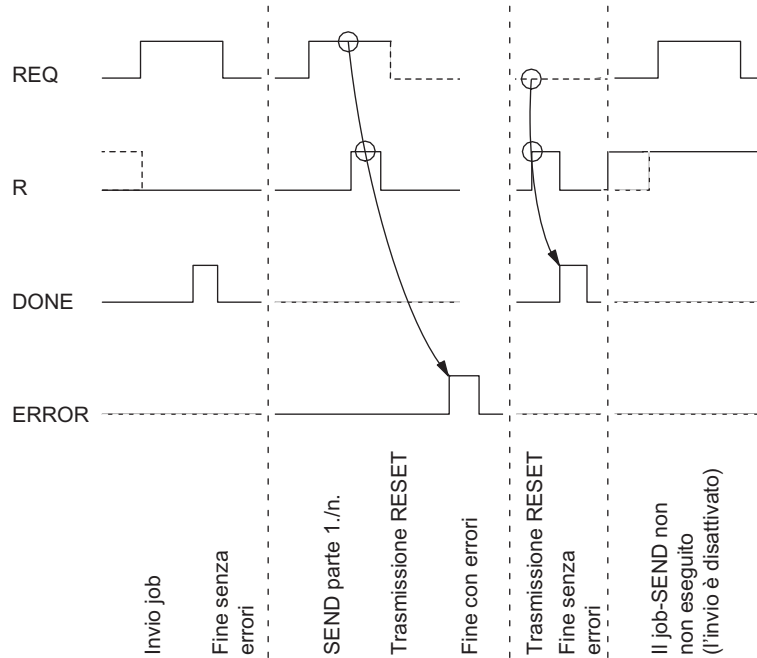 REQ
R
DONE
ERROR
Invio job
Fine senza
errori
SEND parte 1./n.
Trasmissione RESET
Fine con errori
Trasmissione RESET
Fine senza
errori
Il job-SEND non
non eseguito
(l'invio è disattivato)